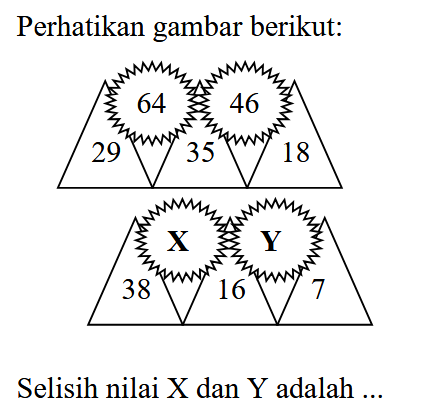 Perhatikan gambar berikut:
64 46
29 35 18
X Y
38 16 7
Selisih nilai X dan Y adalah ...